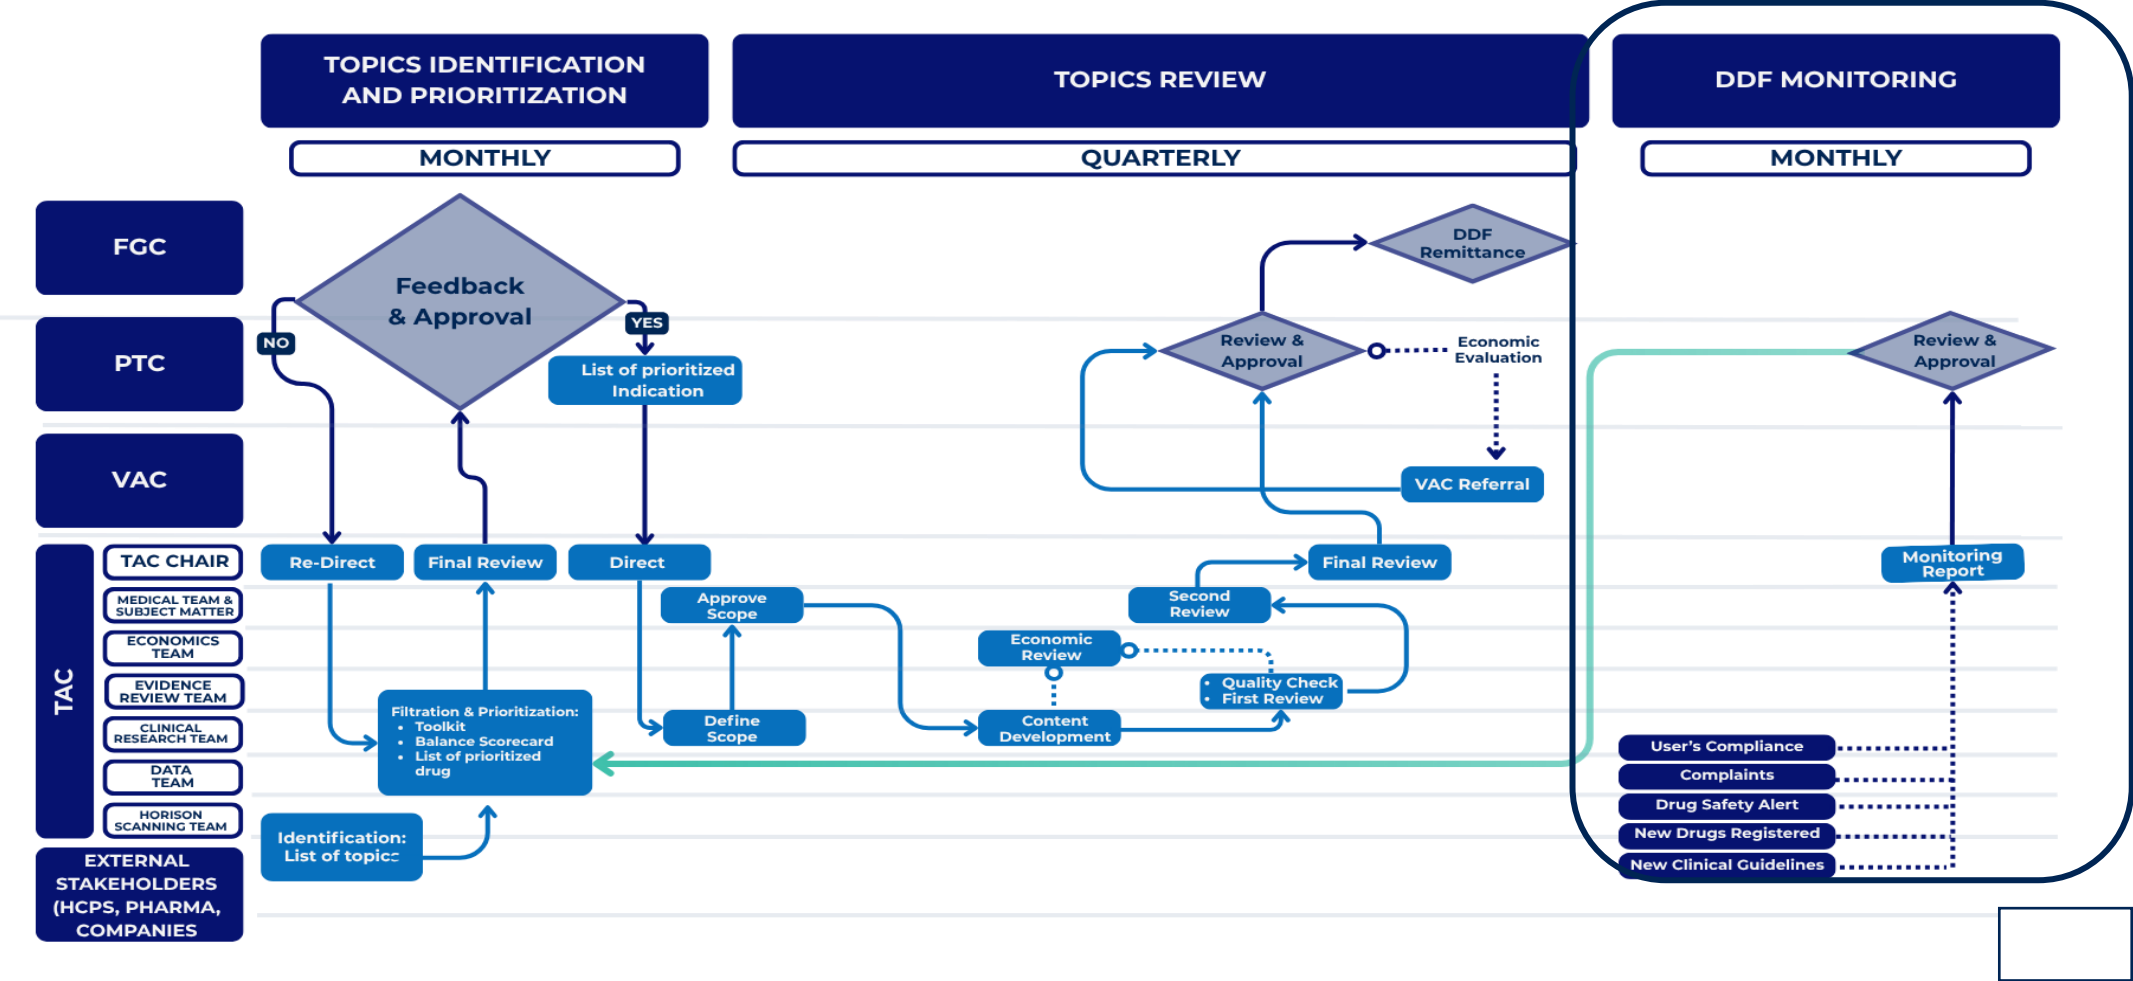 TOPICS IDENTIFICATION
AND PRIORITIZATION
TOPICS REVIEW
DDF MONITORING
MONTHLY
QUARTERLY
MONTHLY
FGC
PTC
VAC
TAC
TAC CHAIR
MEDICAL TEAM &
SUBJECT MATTER
ECONOMICS
TEAM
EVIDENCE
REVIEW TEAM
CLINICAL
RESEARCH TEAM
DATA
TEAM
HORISON
SCANNING TEAM
EXTERNAL
STAKEHOLDERS
(HCPS, PHARMA,
COMPANIES
Feedback
& Approval
NO
YES
List of prioritized
Indication
Re-Direct
Final Review
Direct
Filtration & Prioritization:
• Toolkit
• Balance Scorecard
• List of prioritized
drug
Identification:
List of topics
Approve
Scope
Define
Scope
DDF
Remittance
Review &
Approval
Economic
Evaluation
VAC Referral
Final Review
Second
Review
Economic
Review
• Quality Check
• First Review
Content
Development
Review &
Approval
Monitoring
Report
User's Compliance
Complaints
Drug Safety Alert
New Drugs Registered
New Clinical Guidelines